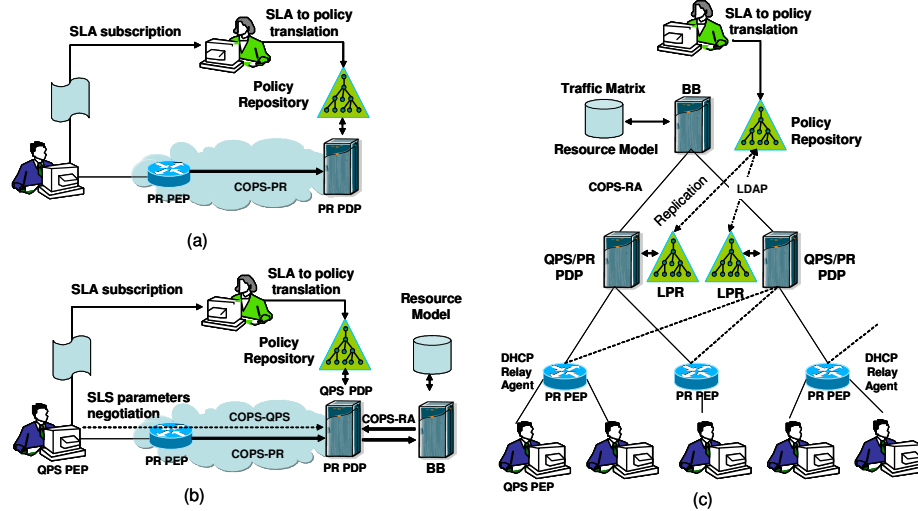 SLA subscription
SLA to policy
translation
Policy
Repository
COPS-PR
PR PEP
PR PDP
(a)
SLA subscription
SLA to policy
translation
Resource
Model
Policy
Repository
QPS PDP
SLS parameters
negotiation
COPS-QPS
COPS-RA
COPS-PR
QPS PEP
PR PEP
PR PDP
BB
(b)
SLA to policy
translation
Traffic Matrix
BB
Resource Model
Policy
Repository
COPS-RA
Replication
LDAP
QPS/PR
PDP
LPR
LPR
QPS/PR
PDP
DHCP
Relay
Agent
PR PEP
PR PEP
PR PEP
DHCP
Relay
Agent
QPS PEP
(c)